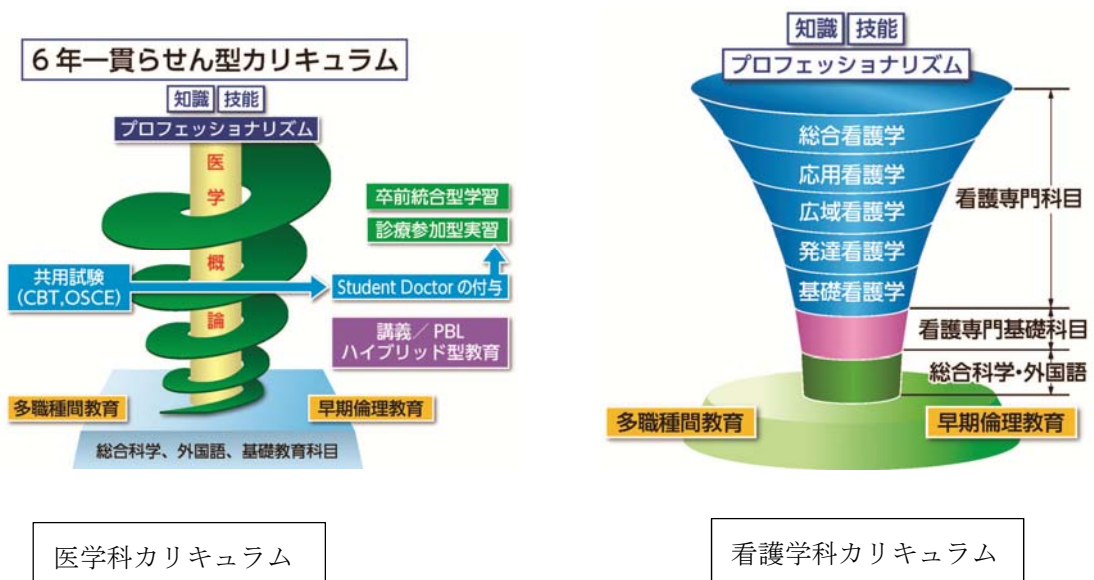 6年一貫らせん型カリキュラム
知識 技能
プロフェッショナリズム
医
学
概
論
卒前統合型学習
診療参加型実習
共用試験
(CBT,OSCE)
Student Doctor の付与
講義／PBL
ハイブリッド型教育
多職種間教育
早期倫理教育
総合科学、外国語、基礎教育科目
医学科カリキュラム
知識 技能
プロフェッショナリズム
総合看護学
応用看護学
広域看護学
発達看護学
基礎看護学
看護専門科目
看護専門基礎科目
総合科学・外国語
多職種間教育
早期倫理教育
看護学科カリキュラム